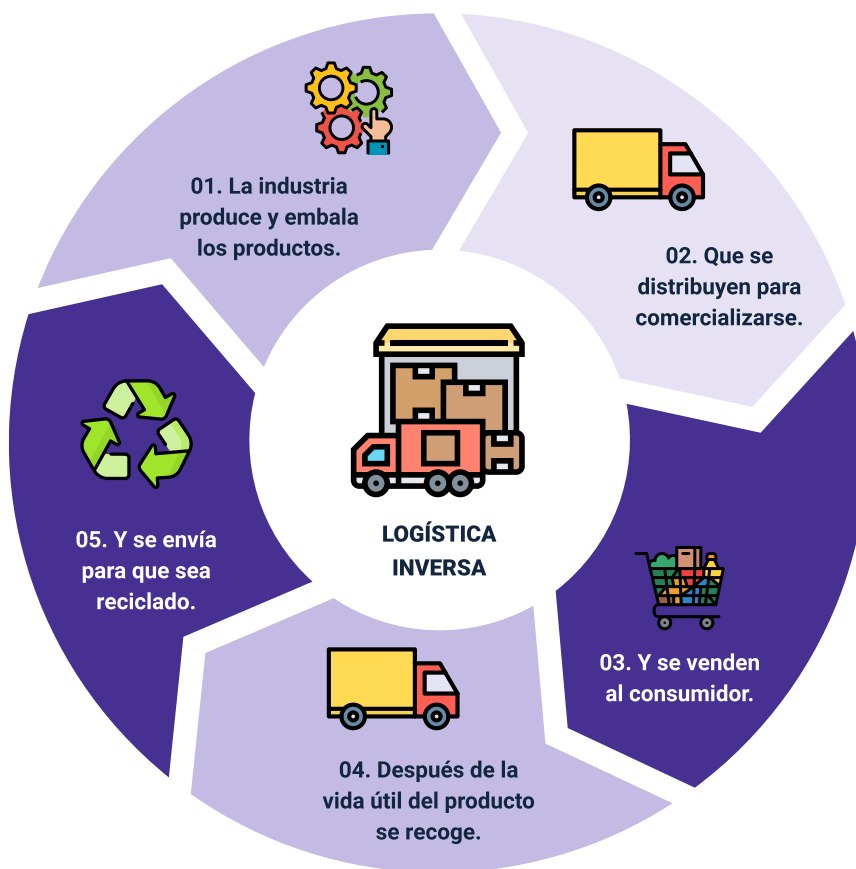 01. La industria
produce y embala
los productos.
02. Que se
distribuyen para
comercializarse.
03. Y se venden
al consumidor.
04. Después de la
vida útil del producto
se recoge.
05. Y se envía
para que sea
reciclado.
LOGÍSTICA
INVERSA